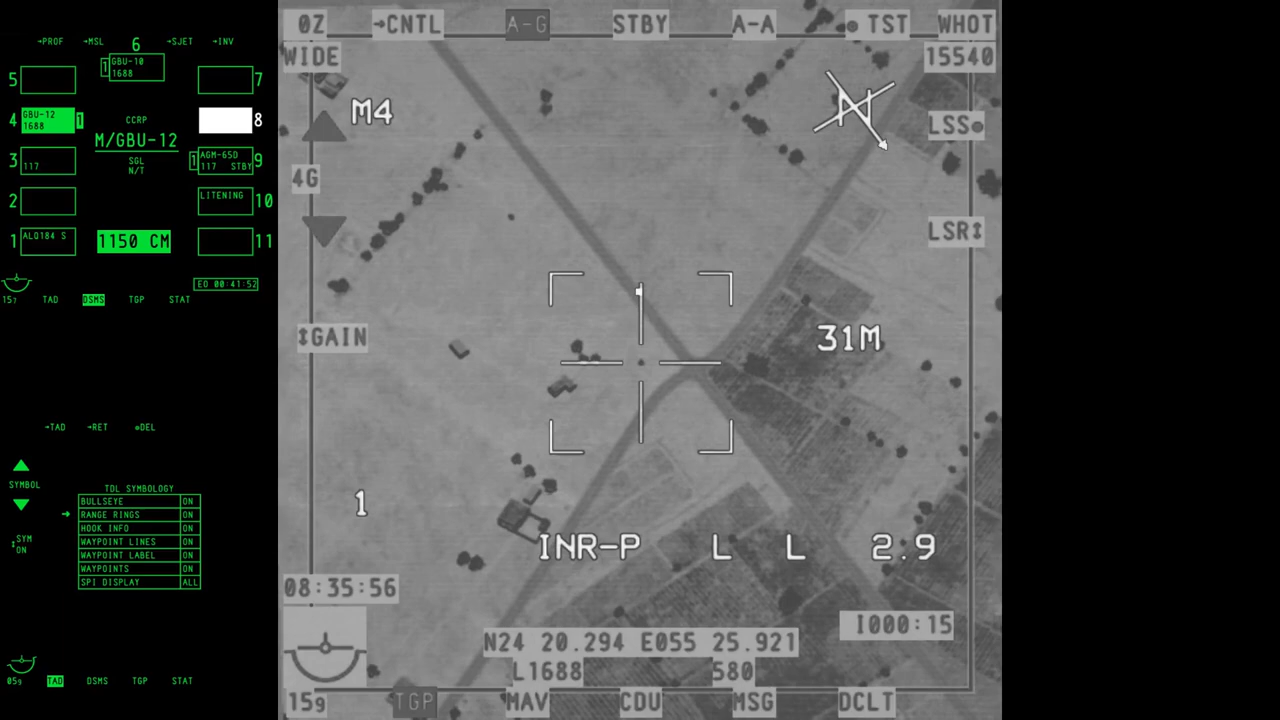 →PROF →MSL 6 →SJET →INV
1 GBU-10
1688
5 7
4 GBU-12 1
1688
CCRP
8
M/GBU-12
SGL
N/T
3 117
1 AGM-65D 9
117 STBY
2 LITENING 10
1 ALQ184 S
1150 CM
11
EO 00:41:52
TAD DSMS TGP STAT
→TAD →RET DEL
SYMBOL
SYM
ON
TDL SYMBOLOGY
BULLSEYE ON
→ RANGE RINGS ON
HOOK INFO ON
WAYPOINT LINES ON
WAYPOINT LABEL ON
WAYPOINTS ON
SPI DISPLAY ALL
TAD DSMS TGP STAT
0Z →CNTL A-G STBY A-A TST WHOT
WIDE 15540
M4 N
LSS
4G
LSR↕
↕GAIN 31M
1
INR-P L L 2.9
08:35:56
I000:15
N24 20.294 E055 25.921
L1688 580
TGP MAV CDU MSG DCLT